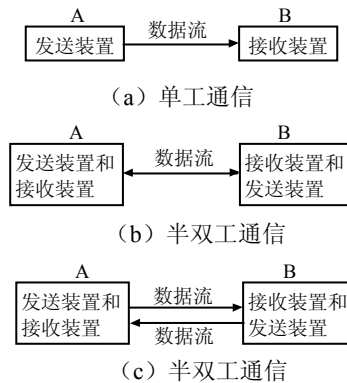 A B
发送装置 数据流 接收装置
（a）单工通信
A B
发送装置和 数据流 接收装置和
接收装置 发送装置
（b）半双工通信
A B
发送装置和 数据流 接收装置和
接收装置 数据流 发送装置
（c）半双工通信